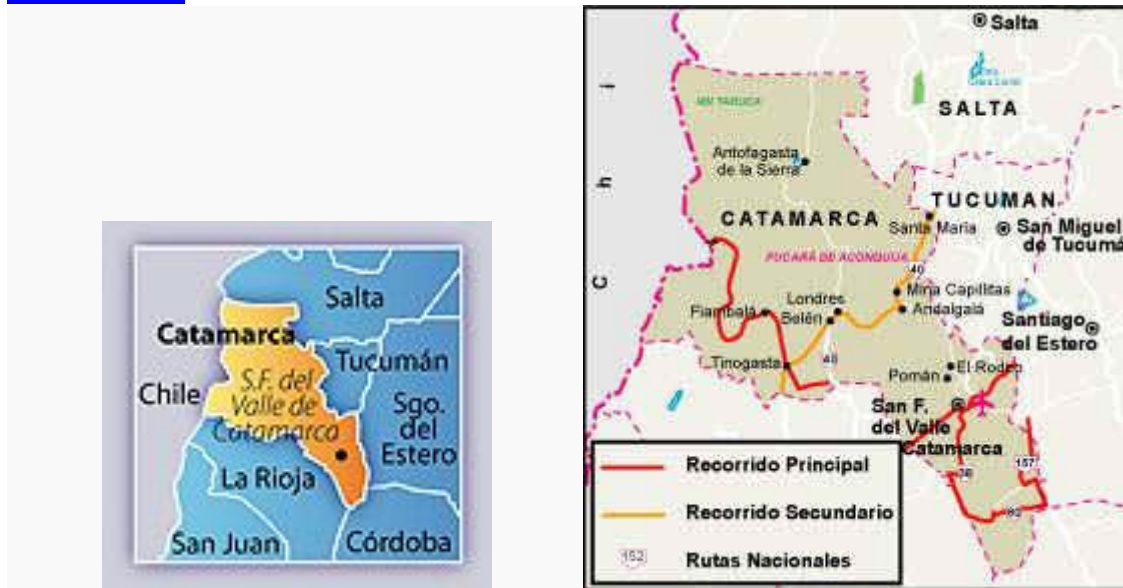 Salta
Catamarca
Tucumán
Chile
S.F. del
Valle de
Catamarca
Sgo.
del
Estero
La Rioja
San Juan
Córdoba
Salta
SALTA
Antofagasta
de la Sierra
CATAMARCA
TUCUMAN
Santa María
San Miguel
de Tucumá
PUCARÁ DE ACONQUIJA
40
C h i
Mina Capilitas
Londres
Fiambalá
Belén
Andalgalá
Santiago
del Estero
Tinogasta
40
El Rodeo
Pomán
San F.
del Valle
Catamarca
Recorrido Principal
38
157
Recorrido Secundario
152
Rutas Nacionales